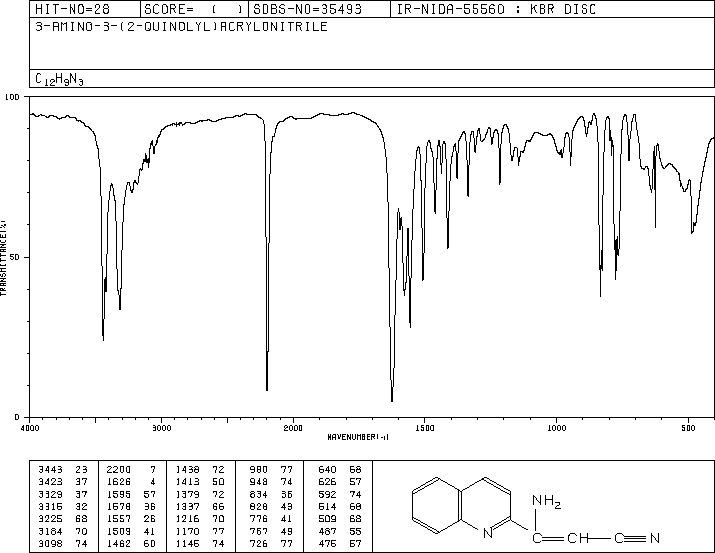 HIT-NO=28 SCORE= ( ) SDBS-NO=35493 IR-NIDA-55560 : KBR DISC
3-AMINO-3-(2-QUINOLYL)ACRYLONITRILE
C12H9N3
100
50
0
TRANSMITTANCE(%)
4000 3000 2000 1500 1000 500
WAVENUMBER(-1)
3443 23 2200 7 1438 72 980 77 640 68
3423 37 1626 4 1413 50 948 74 626 57
3329 37 1595 57 1379 72 834 36 592 74
3315 32 1578 36 1337 66 828 43 514 68
3225 68 1557 26 1216 70 776 41 509 68
3184 70 1509 41 1170 77 767 49 487 55
3098 74 1462 60 1145 74 726 77 475 57
NH2
N C CH C N